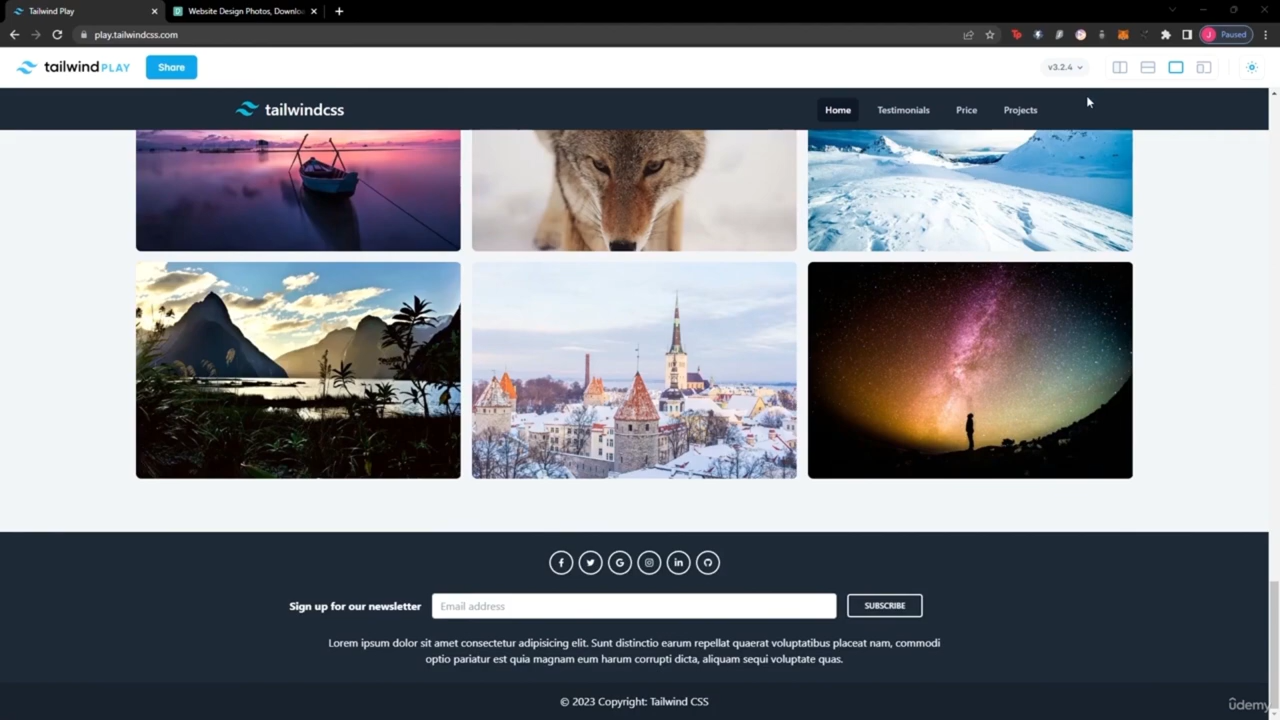 Tailwind Play
Website Design Photos, Downlo
play.tailwindcss.com
Paused
tailwind PLAY
Share
v3.2.4
tailwindcss
Home
Testimonials
Price
Projects
Sign up for our newsletter
Email address
SUBSCRIBE
Lorem ipsum dolor sit amet consectetur adipisicing elit. Sunt distinctio earum repellat quaerat voluptatibus placeat nam, commodi
optio pariatur est quia magnam eum harum corrupti dicta, aliquam sequi voluptate quas.
© 2023 Copyright: Tailwind CSS
ûdemy